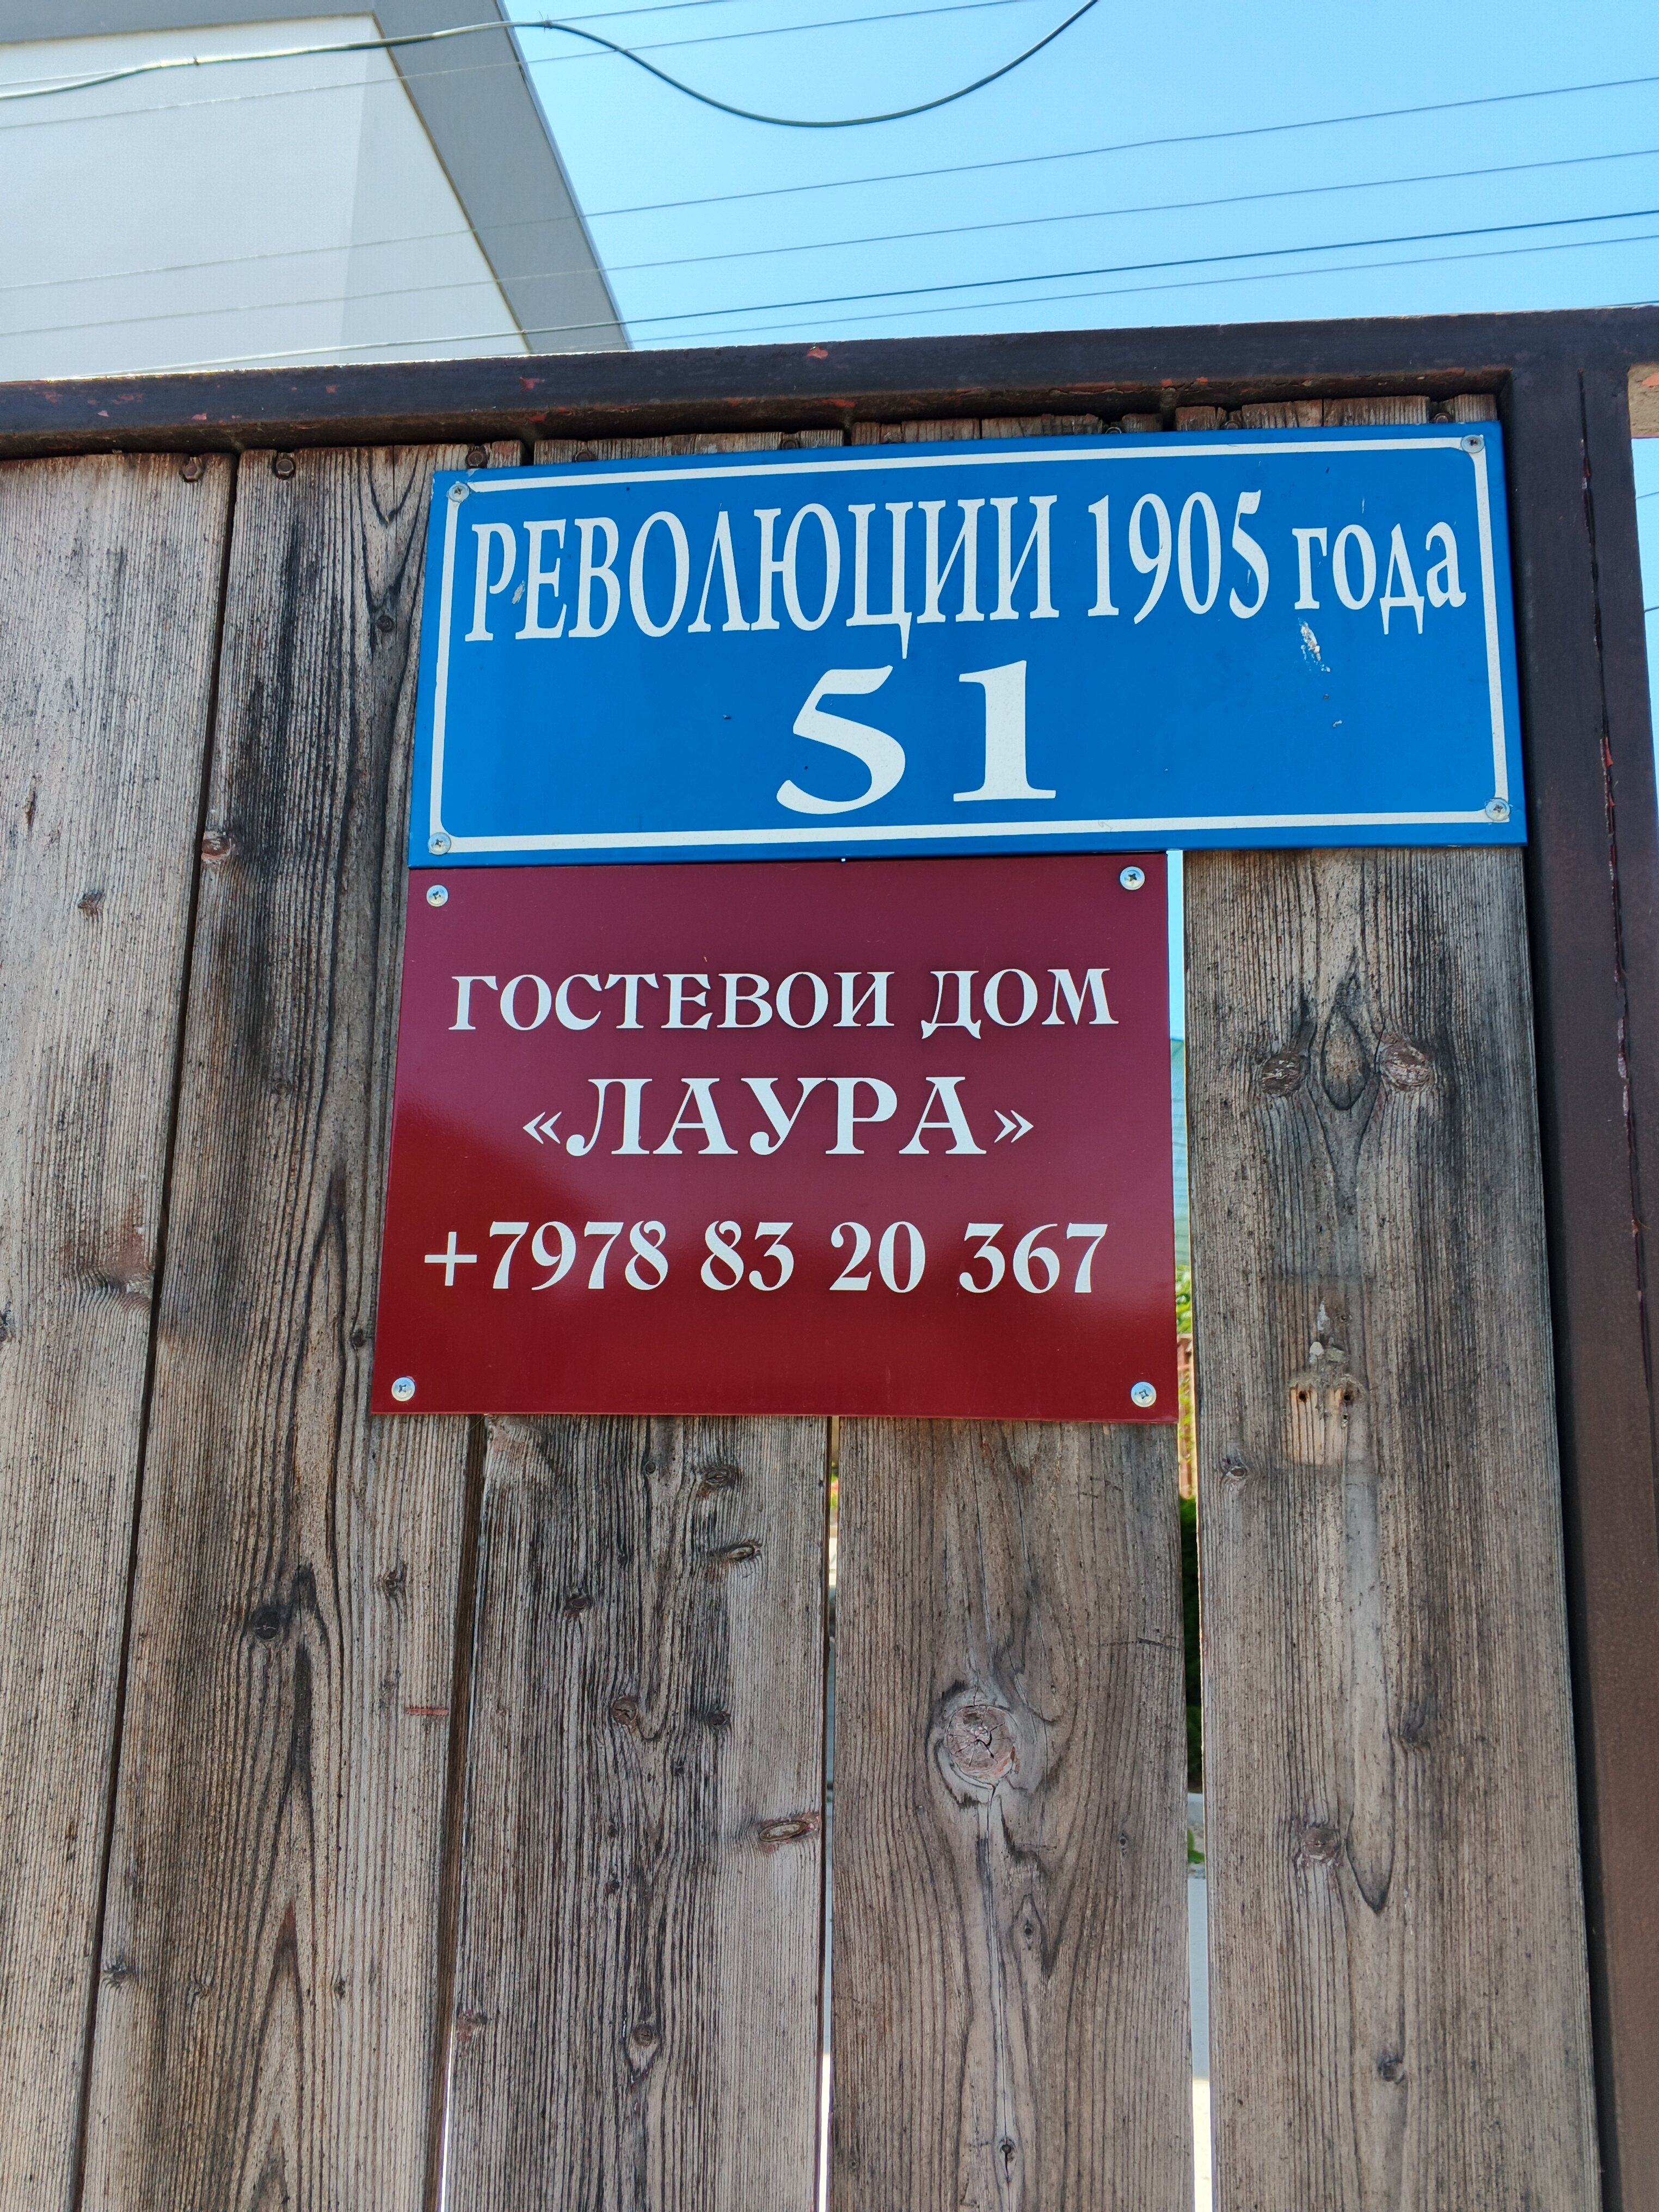 РЕВОЛЮЦИИ 1905 года
51
ГОСТЕВОИ ДОМ
«ЛАУРА»
+7978 83 20 367